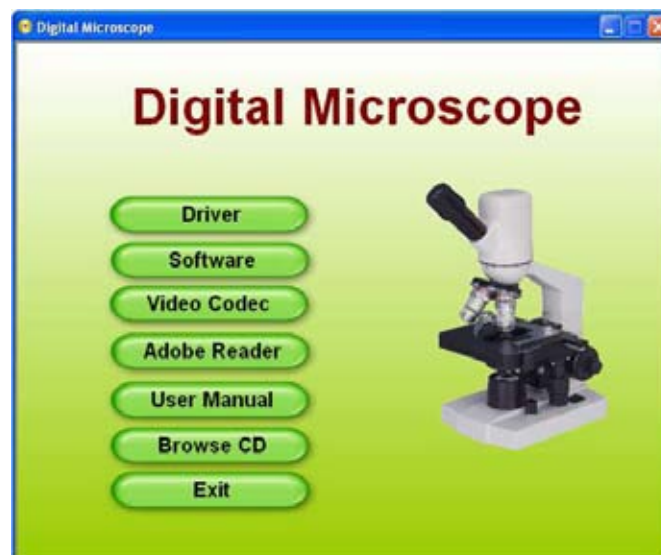 Digital Microscope
Digital Microscope
Driver
Software
Video Codec
Adobe Reader
User Manual
Browse CD
Exit